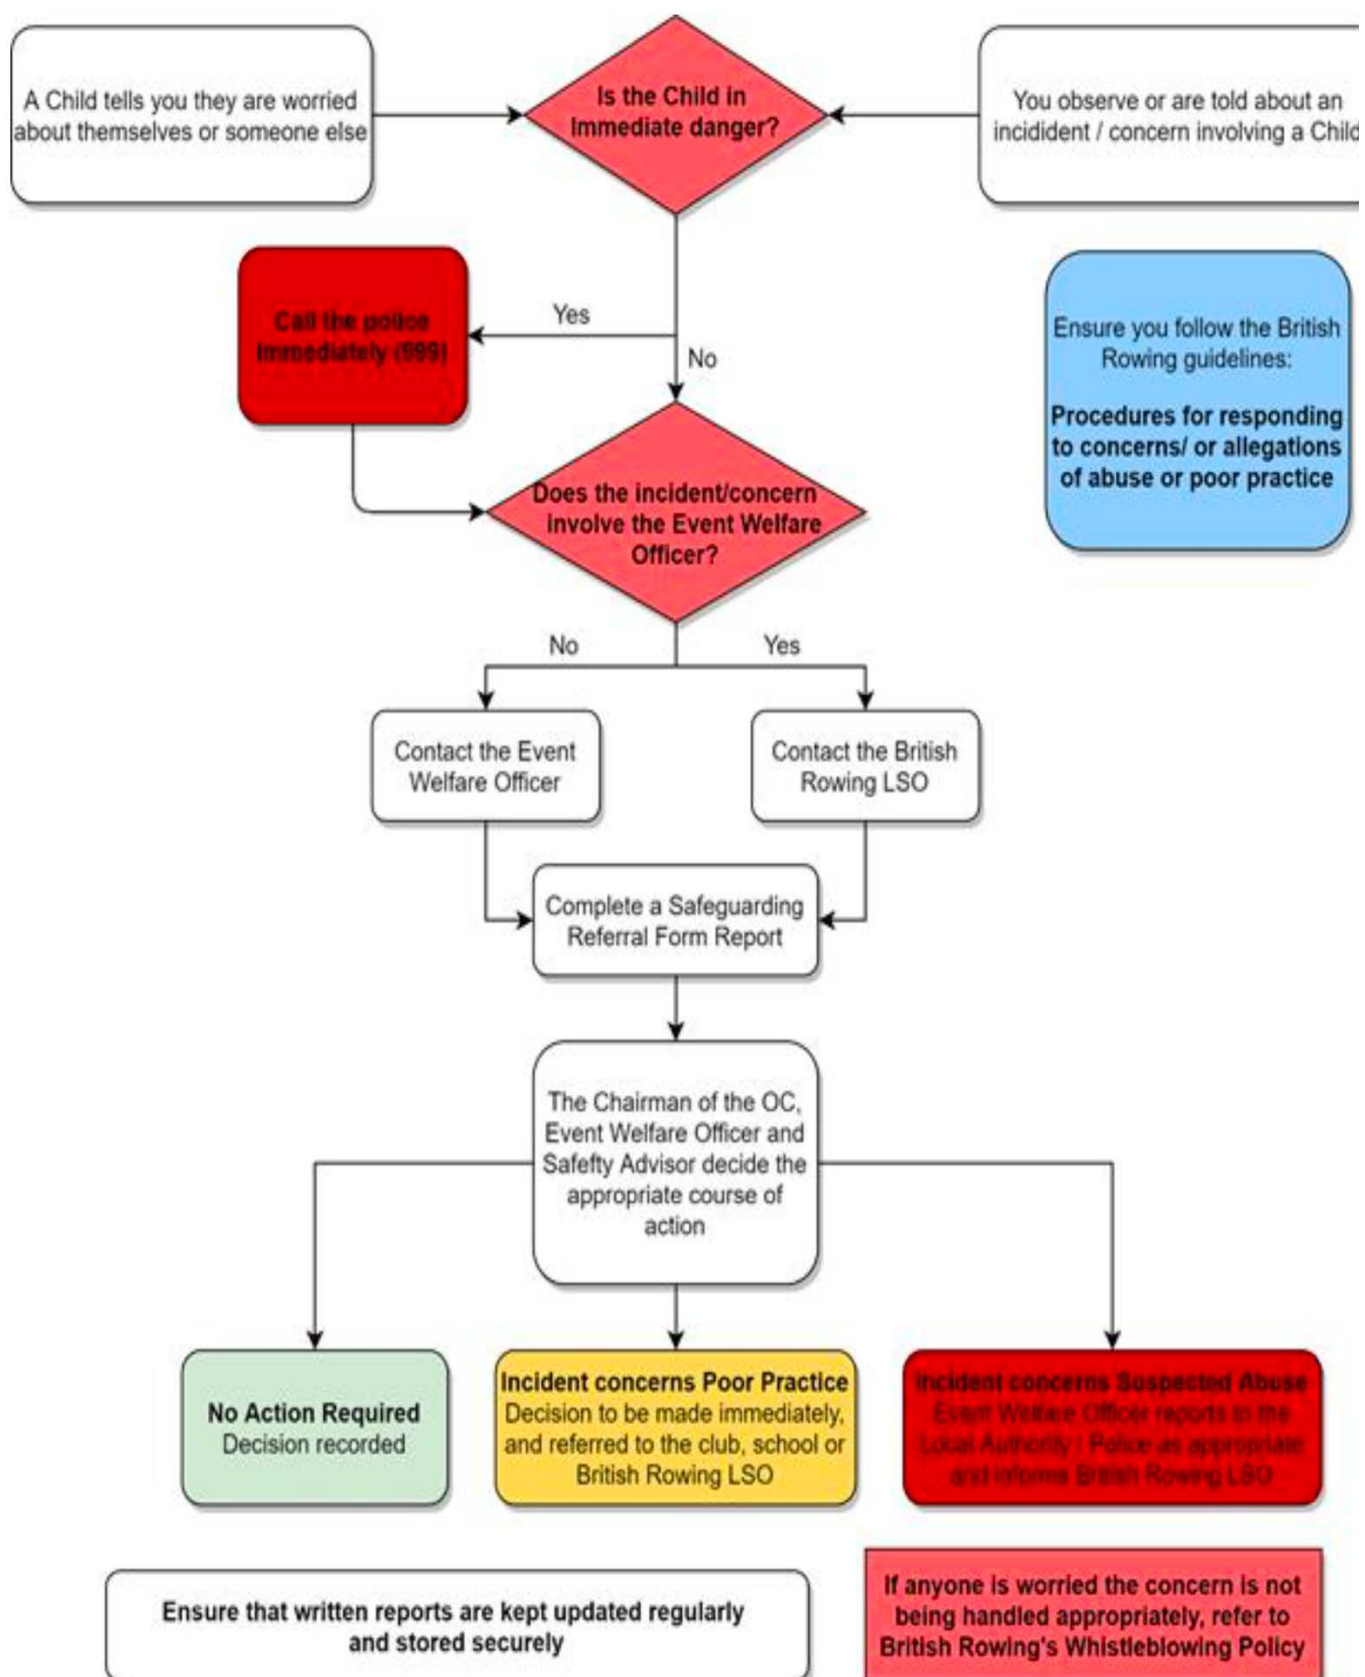 A Child tells you they are worried
about themselves or someone else
Is the Child in
Immediate danger?
You observe or are told about an
incidident / concern involving a Child
Call the police
Immediately (999)
Yes
No
Ensure you follow the British
Rowing guidelines:
Procedures for responding
to concerns/ or allegations
of abuse or poor practice
Does the incident/concern
involve the Event Welfare
Officer?
No
Yes
Contact the Event
Welfare Officer
Contact the British
Rowing LSO
Complete a Safeguarding
Referral Form Report
The Chairman of the OC,
Event Welfare Officer and
Safefty Advisor decide the
appropriate course of
action
No Action Required
Decision recorded
Incident concerns Poor Practice
Decision to be made immediately,
and referred to the club, school or
British Rowing LSO
Incident concerns Suspected Abuse
Event Welfare Officer reports to the
Local Authority / Police as appropriate
and informs British Rowing LSO
Ensure that written reports are kept updated regularly
and stored securely
If anyone is worried the concern is not
being handled appropriately, refer to
British Rowing's Whistleblowing Policy